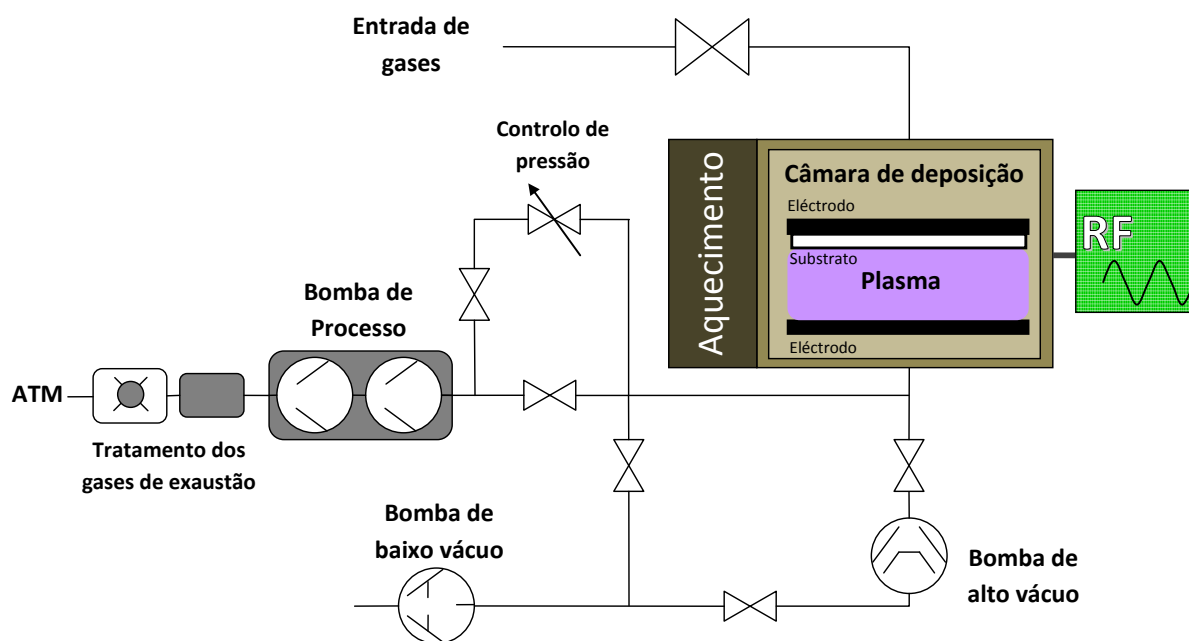 Entrada de
gases
Controlo de
pressão
Aquecimento
Câmara de deposição
Eléctrodo
Substrato
Plasma
Eléctrodo
RF
Bomba de
Processo
ATM
Tratamento dos
gases de exaustão
Bomba de
baixo vácuo
Bomba de
alto vácuo